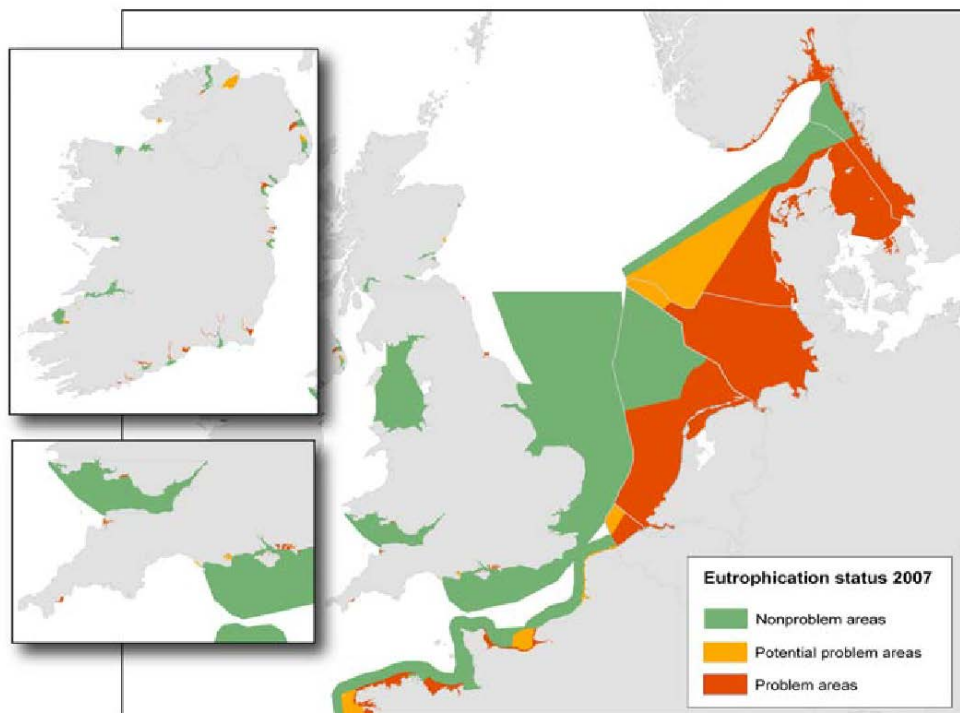 Eutrophication status 2007
Nonproblem areas
Potential problem areas
Problem areas